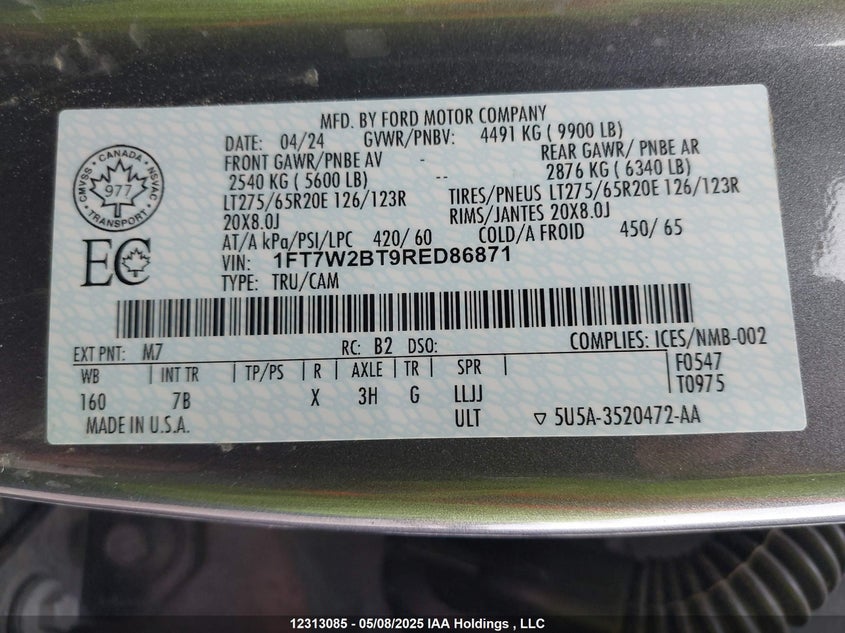 MFD. BY FORD MOTOR COMPANY
DATE: 04/24 GVWR/PNBV: 4491 KG ( 9900 LB)
FRONT GAWR/PNBE AV - REAR GAWR/ PNBE AR
2540 KG ( 5600 LB) -- 2876 KG ( 6340 LB)
LT275/65R20E 126/123R TIRES/PNEUS LT275/65R20E 126/123R
20X8.0J RIMS/JANTES 20X8.0J
AT/A kPa/PSI/LPC 420/ 60 COLD/A FROID 450/ 65
VIN: 1FT7W2BT9RED86871
TYPE: TRU/CAM
CANADA
CMVSS NSVAC
977
TRANSPORT
EC
EXT PNT: M7 RC: B2 DSO: COMPLIES: ICES/NMB-002
WB INT TR TP/PS R AXLE TR SPR F0547
160 7B X 3H G LLJJ T0975
MADE IN U.S.A. ULT ▽ 5U5A-3520472-AA
12313085 - 05/08/2025 IAA Holdings , LLC